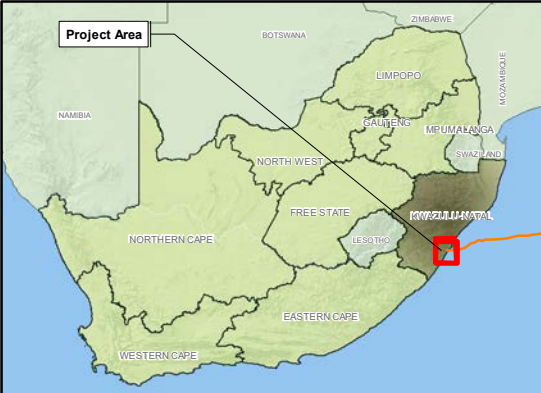 ZIMBABWE
Project Area
BOTSWANA
LIMPOPO
MOZAMBIQUE
NAMIBIA
GAUTENG
MPUMALANGA
NORTH WEST
SWAZILAND
FREE STATE
KWAZULU-NATAL
NORTHERN CAPE
LESOTHO
EASTERN CAPE
WESTERN CAPE